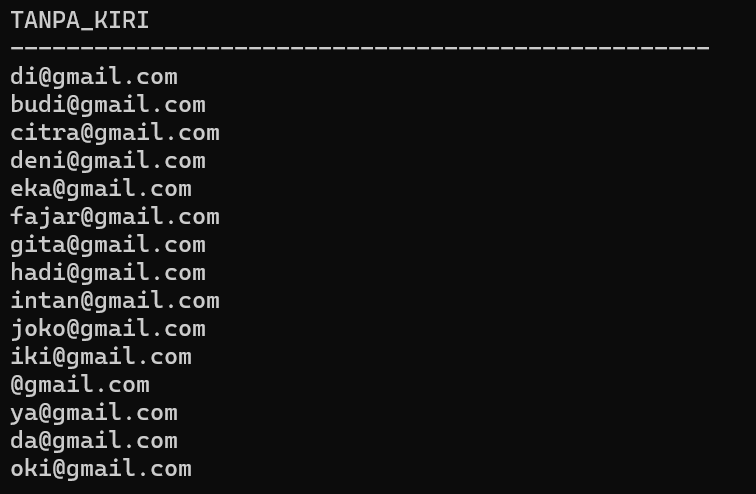 TANPA_KIRI
--------------------------------------------------
di@gmail.com
budi@gmail.com
citra@gmail.com
deni@gmail.com
eka@gmail.com
fajar@gmail.com
gita@gmail.com
hadi@gmail.com
intan@gmail.com
joko@gmail.com
iki@gmail.com
@gmail.com
ya@gmail.com
da@gmail.com
oki@gmail.com